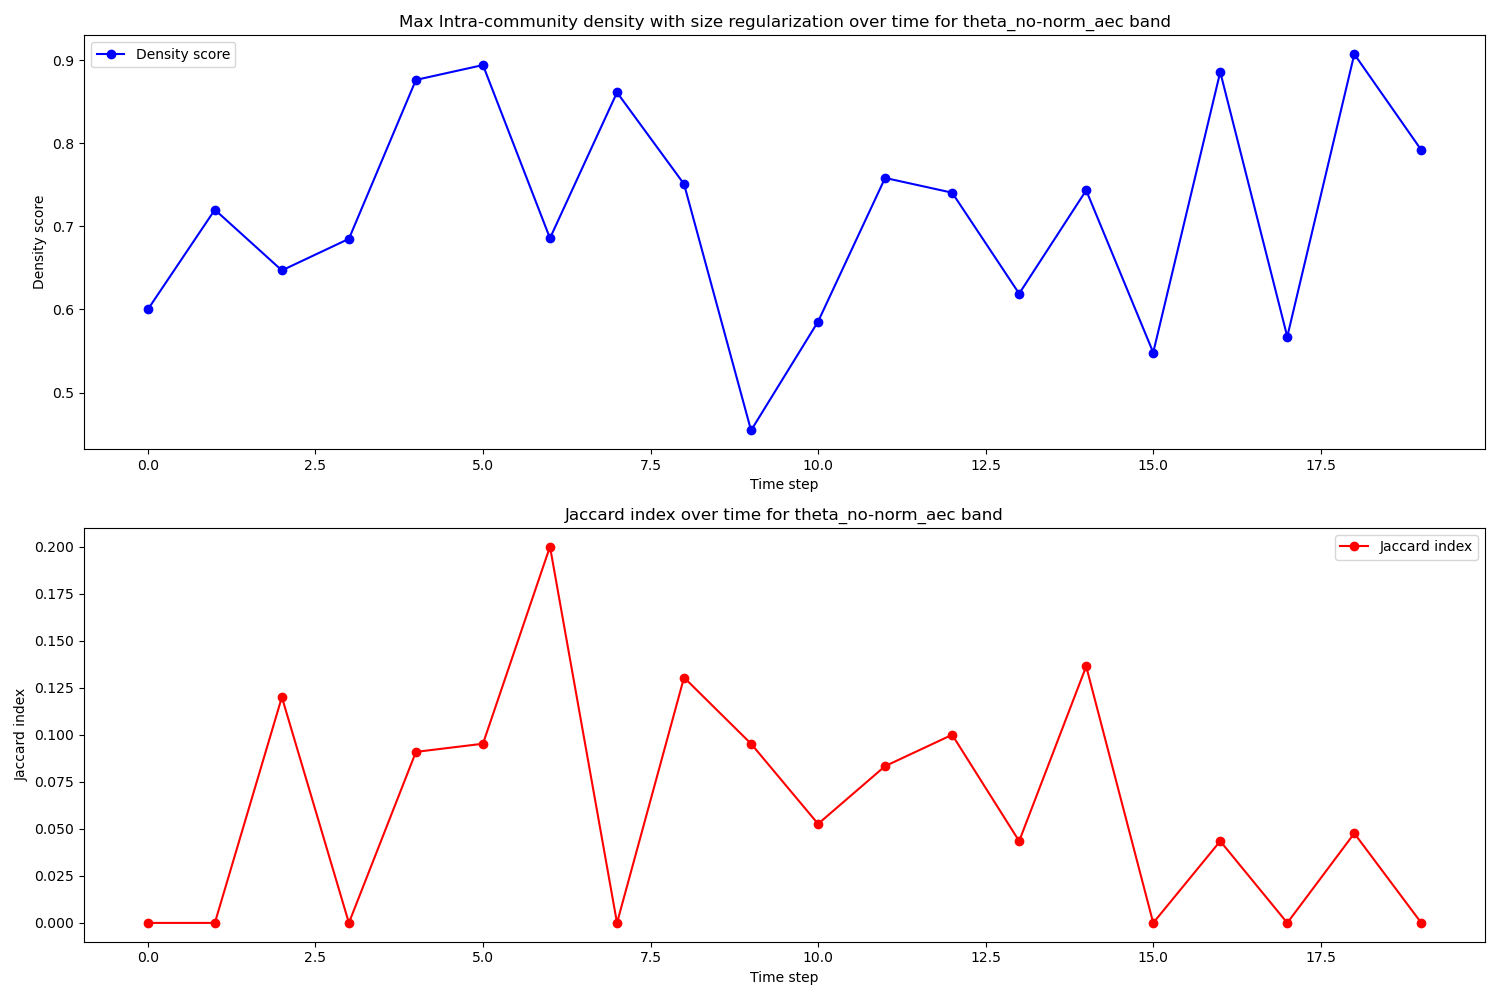 Max Intra-community density with size regularization over time for theta_no-norm_aec band
Density score
Density score
0.9
0.8
0.7
0.6
0.5
0.0 2.5 5.0 7.5 10.0 12.5 15.0 17.5
Time step
Jaccard index over time for theta_no-norm_aec band
Jaccard index
Jaccard index
0.200
0.175
0.150
0.125
0.100
0.075
0.050
0.025
0.000
0.0 2.5 5.0 7.5 10.0 12.5 15.0 17.5
Time step